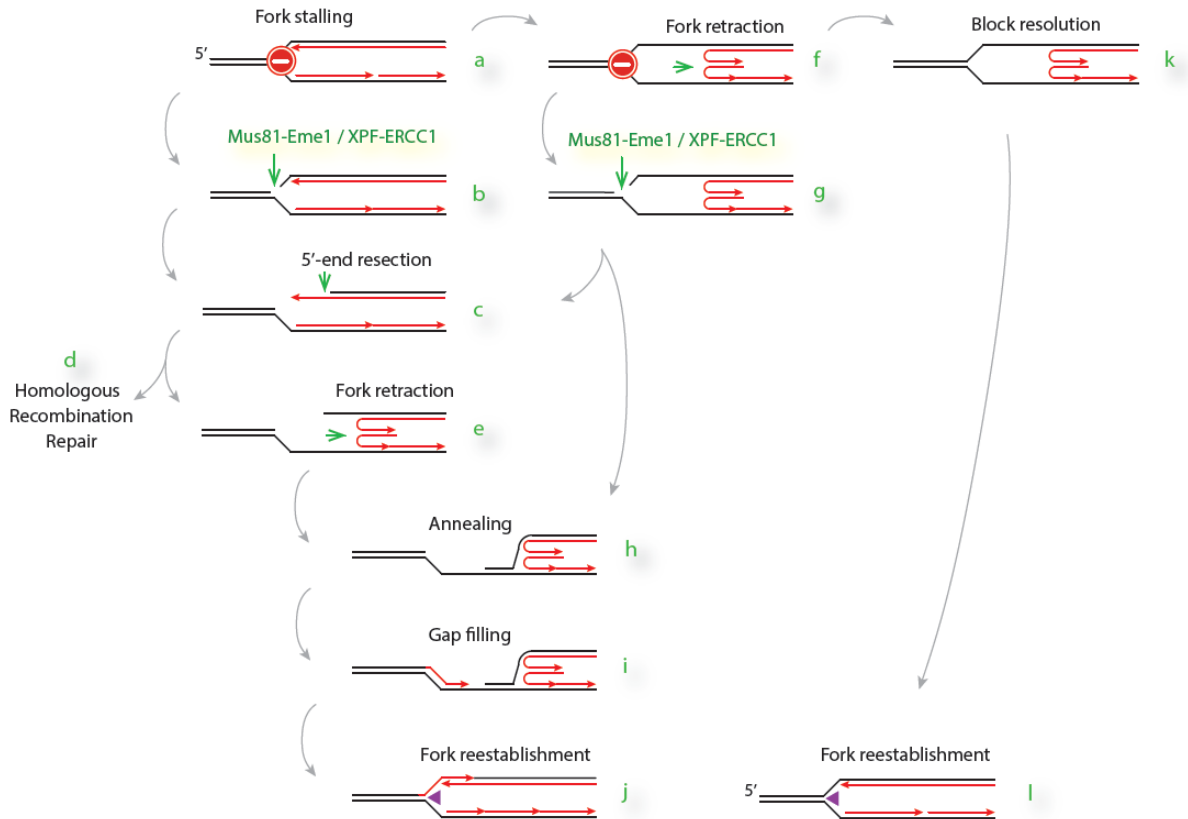 Fork stalling
Fork retraction
Block resolution
5′
a
f
k
Mus81-Eme1 / XPF-ERCC1
Mus81-Eme1 / XPF-ERCC1
b
g
5′-end resection
c
d
Homologous
Recombination
Repair
Fork retraction
e
Annealing
h
Gap filling
i
Fork reestablishment
j
Fork reestablishment
5′
l